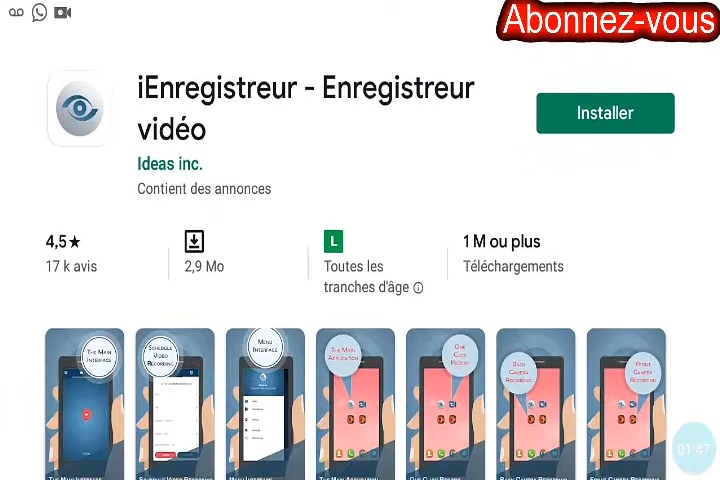 Abonnez-vous
iEnregistreur - Enregistreur
vidéo
Installer
Ideas inc.
Contient des annonces
4,5★
17 k avis
2,9 Mo
L
Toutes les
tranches d'âge
1 M ou plus
Téléchargements
THE MAIN
INTERFACE
SCHEDULE
VIDEO
RECORDING
MENU
INTERFACE
THE MAIN
APPLICATION
ONE
CLICK
RECORD
BACK
CAMERA
RECORDING
FRONT
CAMERA
RECORDING
01:47